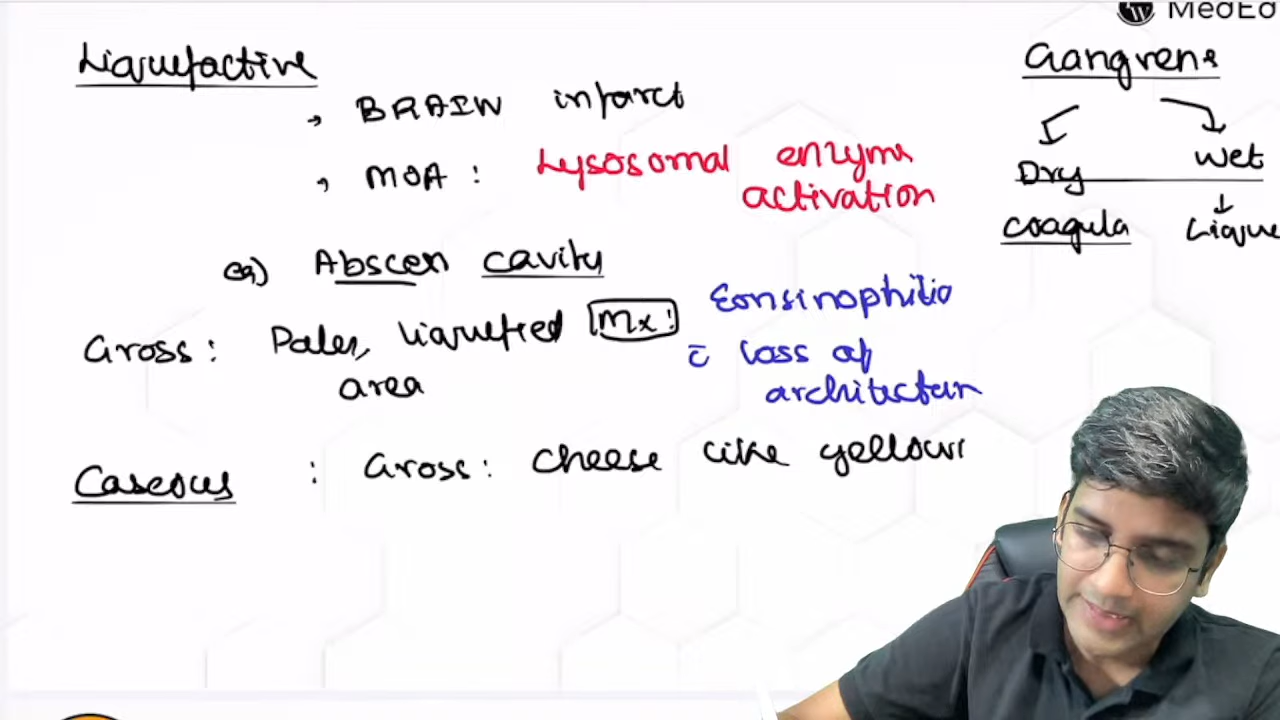 MedEd
Liquefactive
Gangrene
→ BRAIN infarct
→ MOA : Lysosomal enzyme
activation
Dry
Wet
↓
coagula
Lique
eg) Abscess cavity
Gross : Pale, liquefied area
Mx :
Eonsinophilic
c̄ loss of
architecture
Caseous : Gross : cheese like yellowi